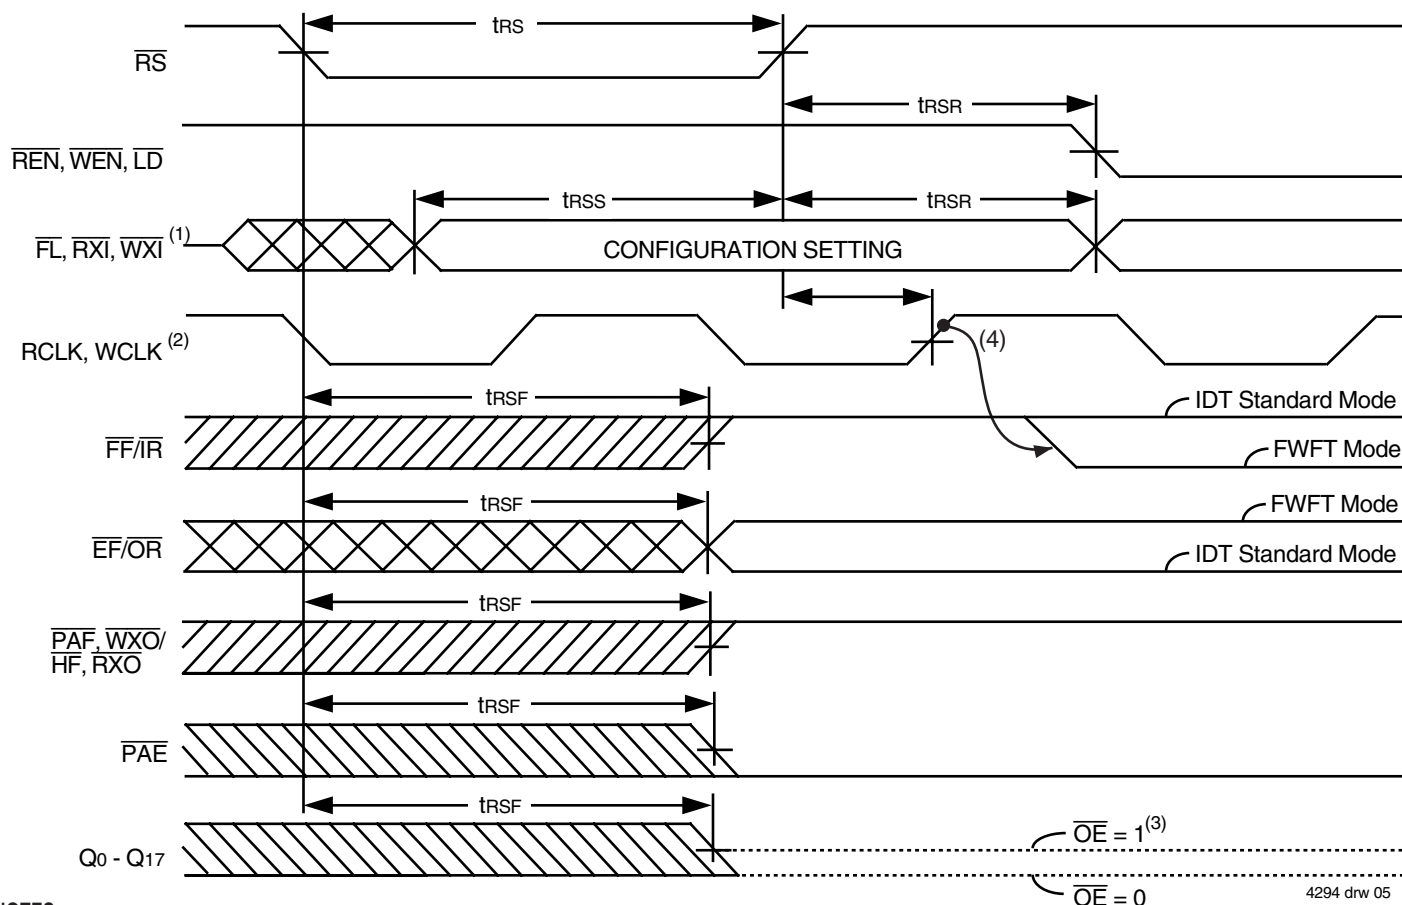 tRS
RS
tRSR
REN, WEN, LD
tRSS
tRSR
FL, RXI, WXI (1)
CONFIGURATION SETTING
RCLK, WCLK (2)
(4)
tRSF
IDT Standard Mode
FF/IR
FWFT Mode
tRSF
FWFT Mode
EF/OR
IDT Standard Mode
tRSF
PAF, WXO/
HF, RXO
tRSF
PAE
tRSF
OE = 1(3)
Q0 - Q17
OE = 0
4294 drw 05